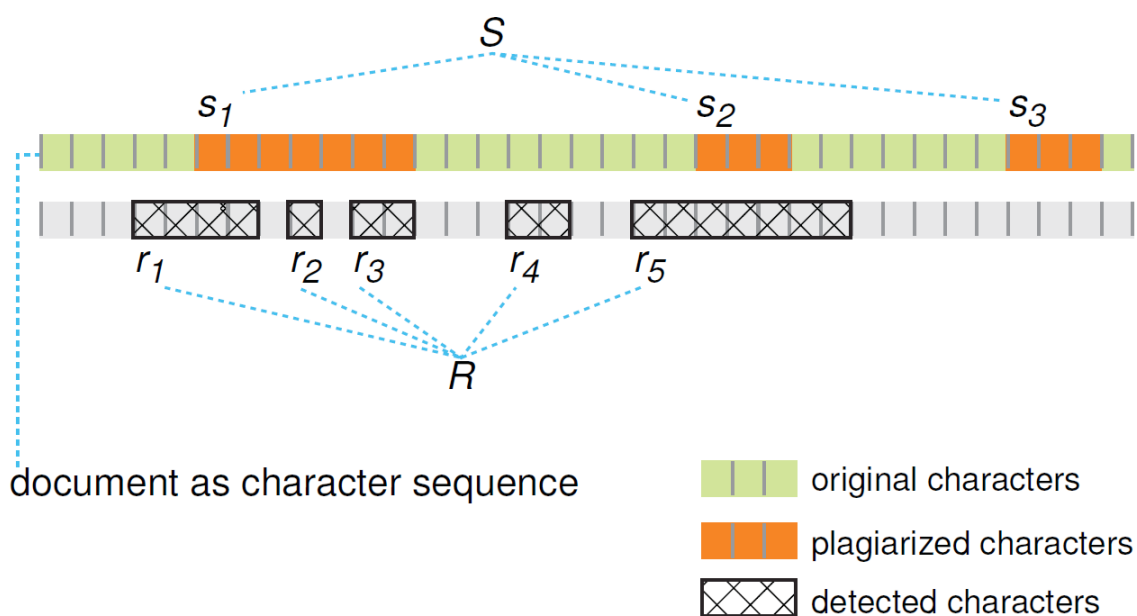 S
s1 s2 s3
r1 r2 r3 r4 r5
R
document as character sequence
original characters
plagiarized characters
detected characters